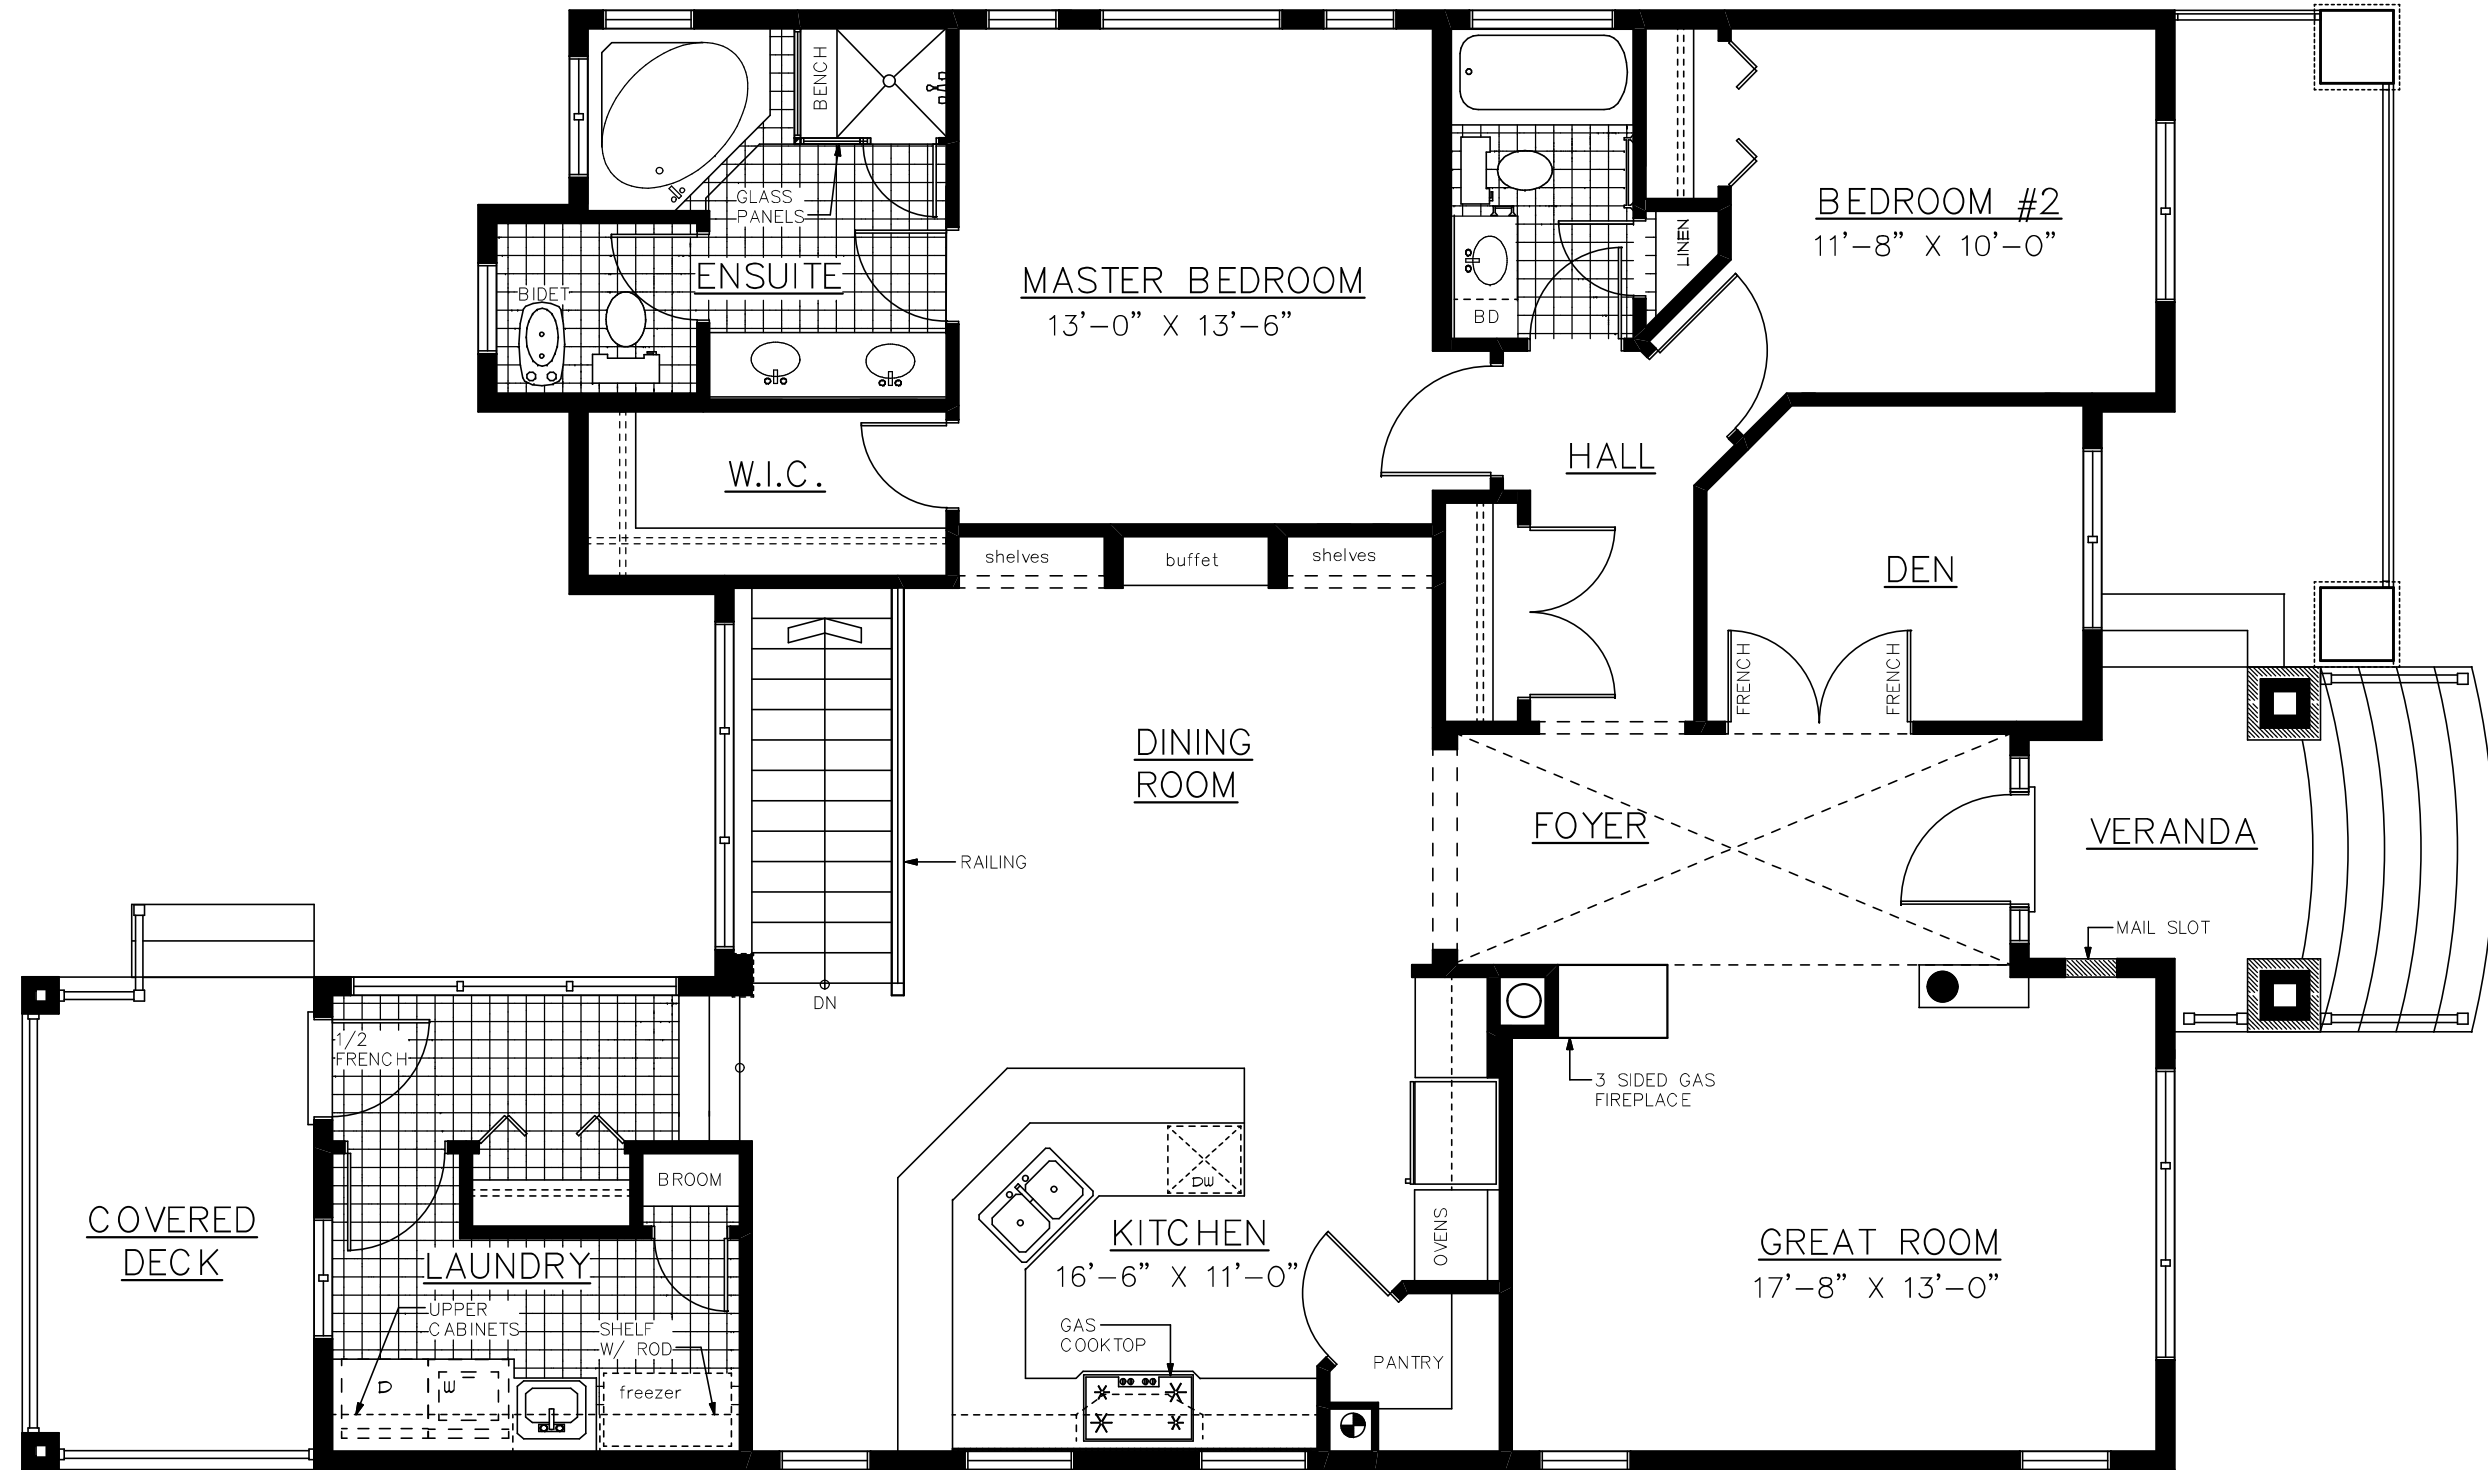 BENCH
GLASS
PANELS
ENSUITE
BIDET
MASTER BEDROOM
13'-0" X 13'-6"
BD
LINEN
BEDROOM #2
11'-8" X 10'-0"
W.I.C.
HALL
shelves
buffet
shelves
DEN
FRENCH
FRENCH
DINING
ROOM
FOYER
VERANDA
RAILING
MAIL SLOT
DN
1/2
FRENCH
3 SIDED GAS
FIREPLACE
BROOM
DW
COVERED
DECK
LAUNDRY
KITCHEN
16'-6" X 11'-0"
OVENS
GREAT ROOM
17'-8" X 13'-0"
UPPER
CABINETS
SHELF
W/ ROD
GAS
COOKTOP
PANTRY
D
W
freezer